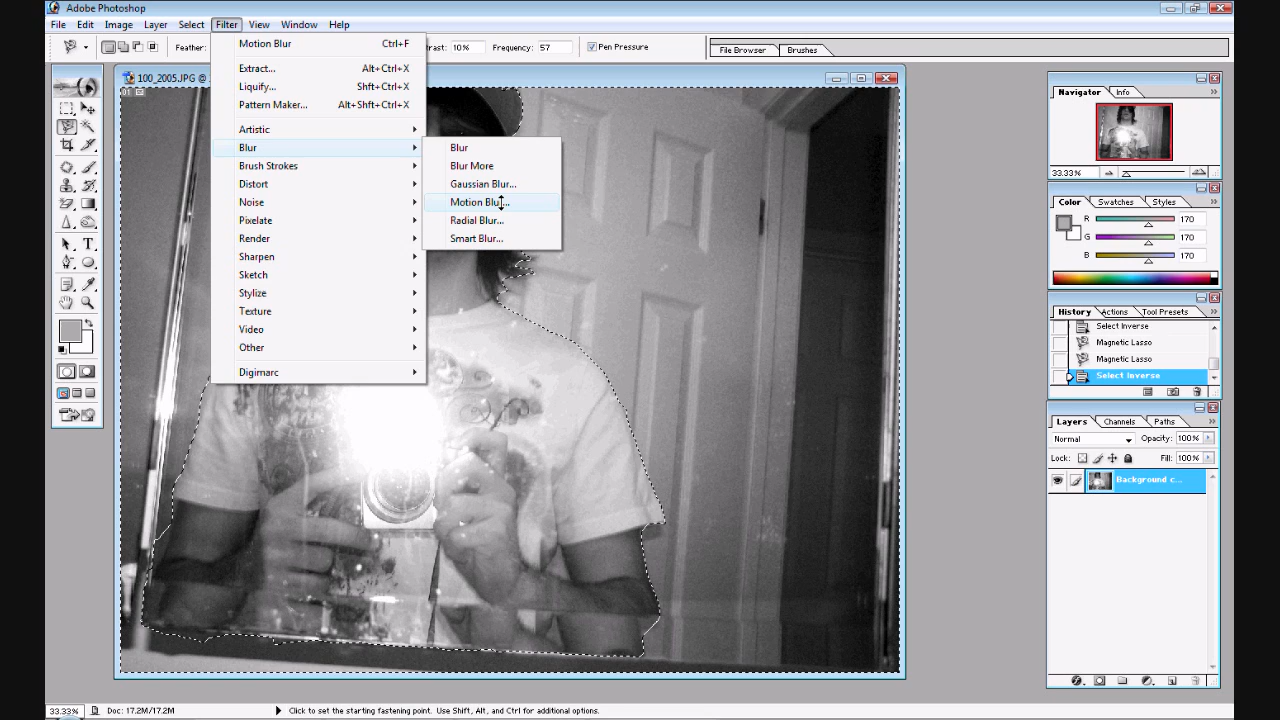 Adobe Photoshop
File Edit Image Layer Select Filter View Window Help
Feather: trast: 10% Frequency: 57 Pen Pressure File Browser Brushes
Motion Blur Ctrl+F
Extract... Alt+Ctrl+X
Liquify... Shft+Ctrl+X
Pattern Maker... Alt+Shft+Ctrl+X
Artistic
Blur
Brush Strokes
Distort
Noise
Pixelate
Render
Sharpen
Sketch
Stylize
Texture
Video
Other
Digimarc
Blur
Blur More
Gaussian Blur...
Motion Blur...
Radial Blur...
Smart Blur...
100_2005.JPG @
01
T
Navigator Info
33.33%
Color Swatches Styles
R 170
G 170
B 170
History Actions Tool Presets
Select Inverse
Magnetic Lasso
Magnetic Lasso
Select Inverse
Layers Channels Paths
Normal Opacity: 100%
Lock: Fill: 100%
Background c...
33.33% Doc: 17.2M/17.2M Click to set the starting fastening point. Use Shift, Alt, and Ctrl for additional options.